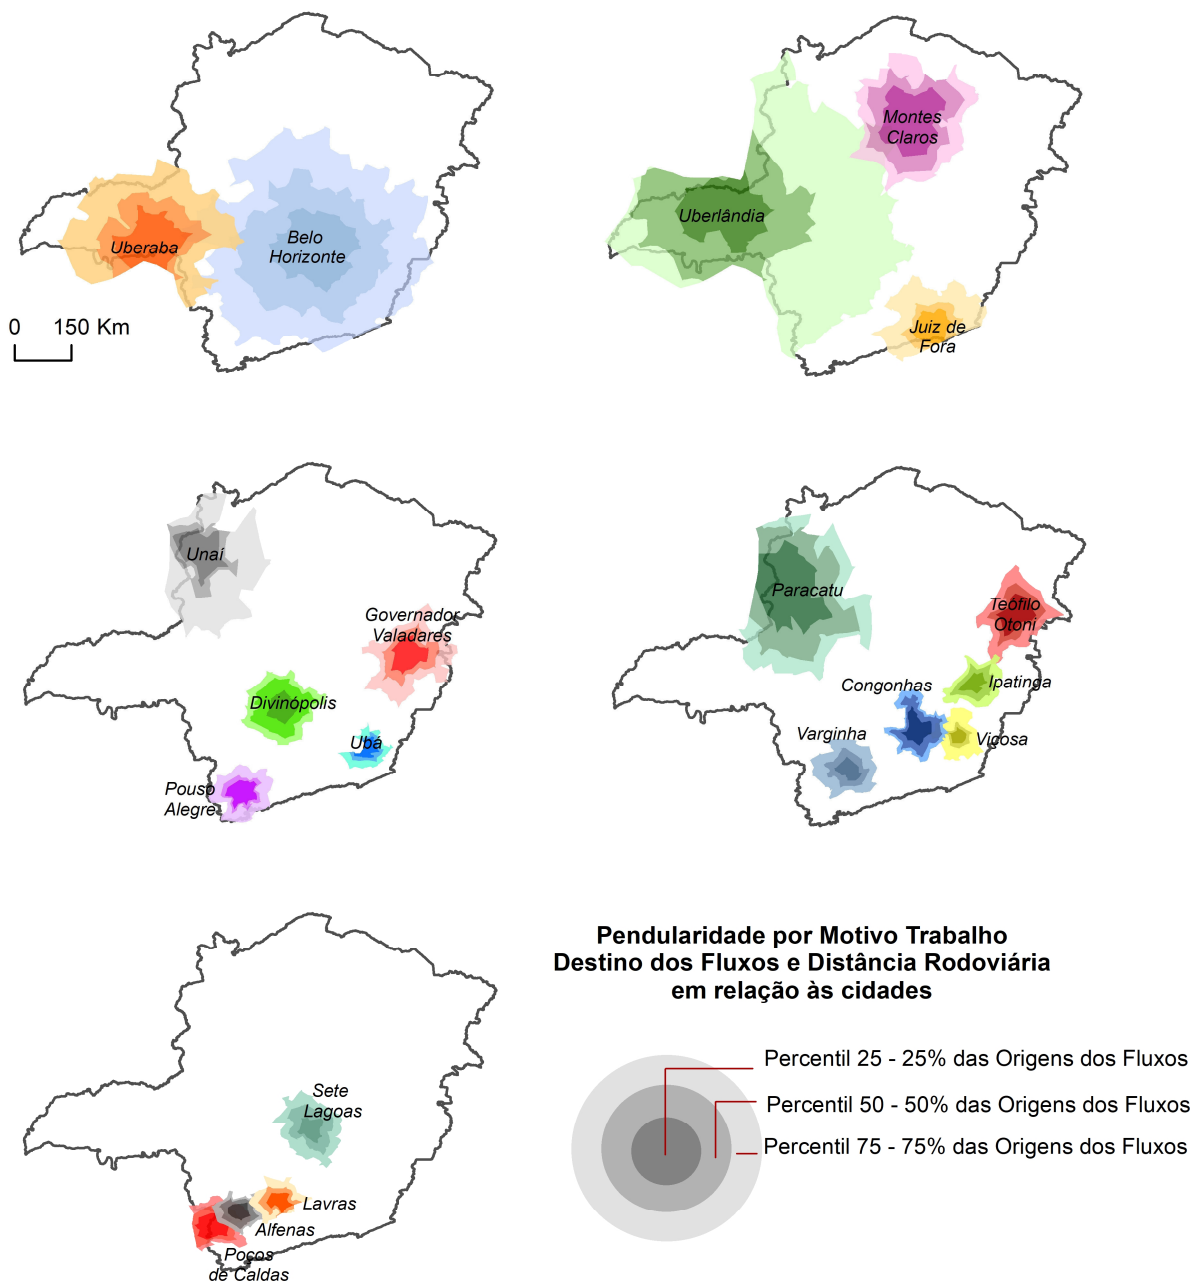 Uberaba
Belo
Horizonte
0 150 Km
Montes
Claros
Uberlândia
Juiz de
Fora
Unaí
Governador
Valadares
Divinópolis
Ubá
Pouso
Alegre
Paracatu
Teófilo
Otoni
Ipatinga
Congonhas
Viçosa
Varginha
Sete
Lagoas
Lavras
Alfenas
Poços
de Caldas
Pendularidade por Motivo Trabalho
Destino dos Fluxos e Distância Rodoviária
em relação às cidades
Percentil 25 - 25% das Origens dos Fluxos
Percentil 50 - 50% das Origens dos Fluxos
Percentil 75 - 75% das Origens dos Fluxos